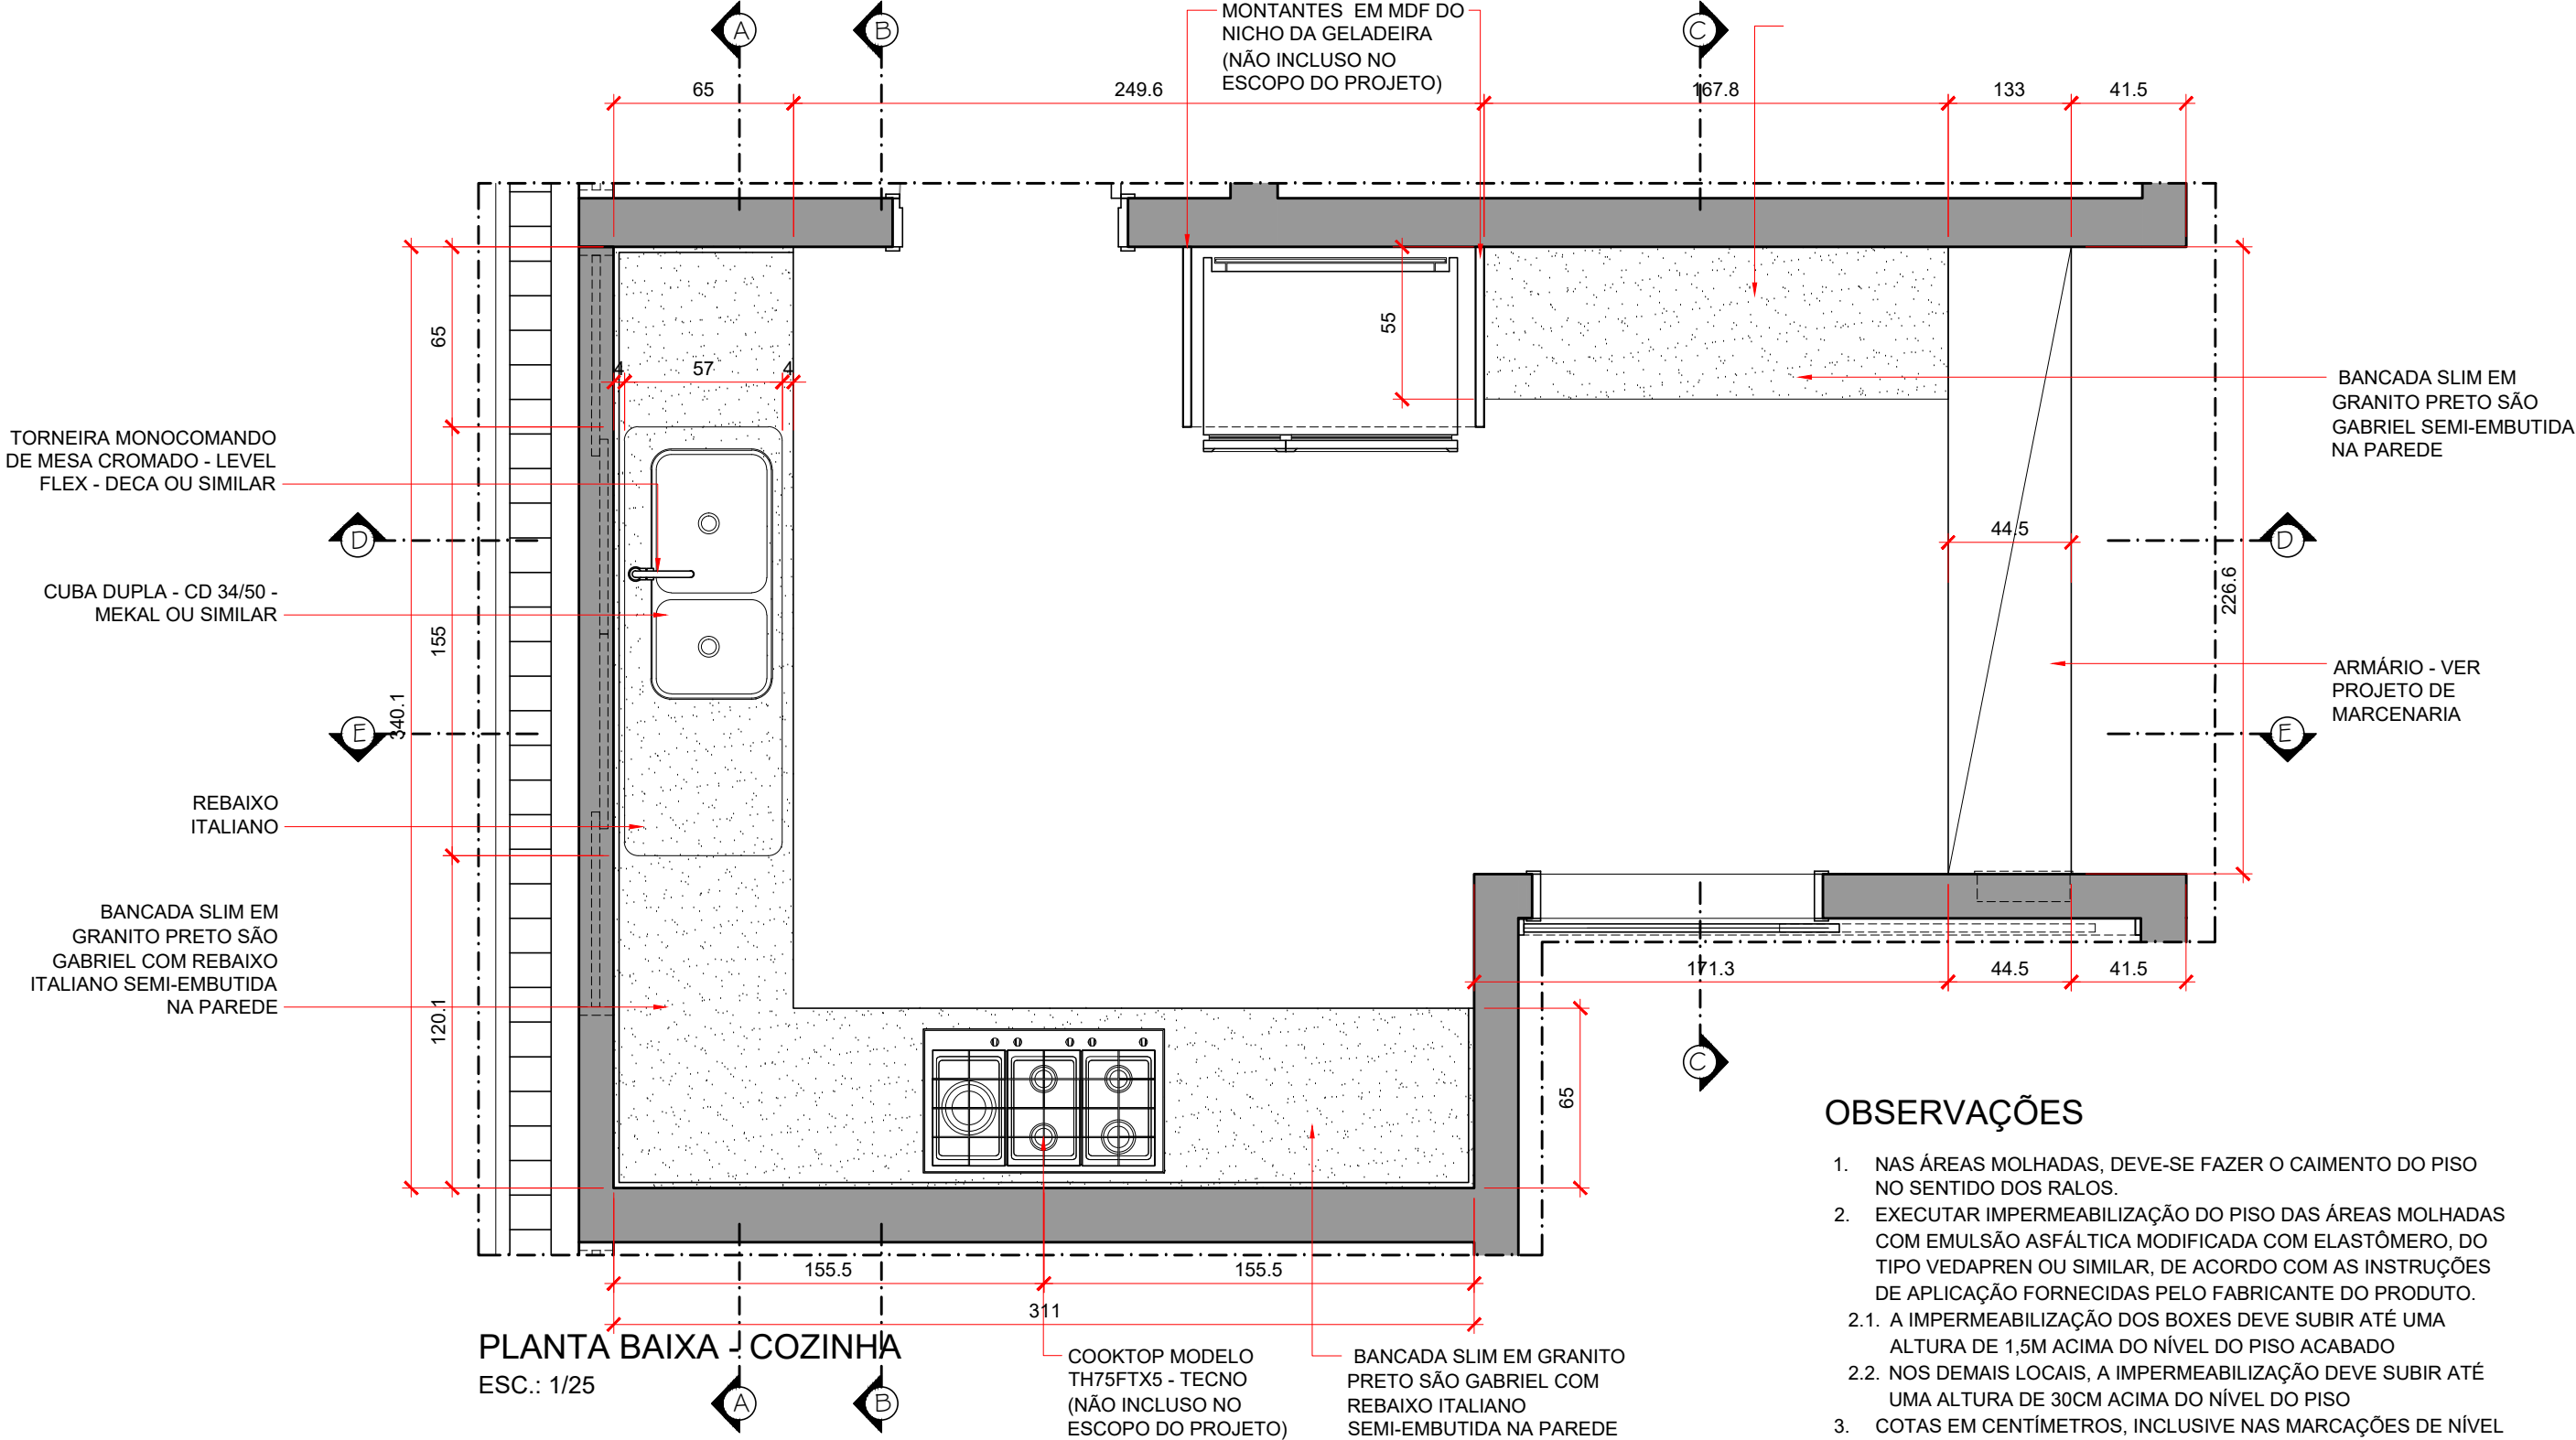 A
B
MONTANTES EM MDF DO
NICHO DA GELADEIRA
(NÃO INCLUSO NO
ESCOPO DO PROJETO)
C
65
249.6
167.8
133
41.5
65
155
120.1
340.1
4
57
4
55
BANCADA SLIM EM
GRANITO PRETO SÃO
GABRIEL SEMI-EMBUTIDA
NA PAREDE
TORNEIRA MONOCOMANDO
DE MESA CROMADO - LEVEL
FLEX - DECA OU SIMILAR
D
44.5
D
226.6
CUBA DUPLA - CD 34/50 -
MEKAL OU SIMILAR
ARMÁRIO - VER
PROJETO DE
MARCENARIA
E
E
REBAIXO
ITALIANO
BANCADA SLIM EM
GRANITO PRETO SÃO
GABRIEL COM REBAIXO
ITALIANO SEMI-EMBUTIDA
NA PAREDE
171.3
44.5
41.5
C
65
155.5
155.5
311
PLANTA BAIXA - COZINHA
ESC.: 1/25
A
B
COOKTOP MODELO
TH75FTX5 - TECNO
(NÃO INCLUSO NO
ESCOPO DO PROJETO)
BANCADA SLIM EM GRANITO
PRETO SÃO GABRIEL COM
REBAIXO ITALIANO
SEMI-EMBUTIDA NA PAREDE
OBSERVAÇÕES
1. NAS ÁREAS MOLHADAS, DEVE-SE FAZER O CAIMENTO DO PISO
NO SENTIDO DOS RALOS.
2. EXECUTAR IMPERMEABILIZAÇÃO DO PISO DAS ÁREAS MOLHADAS
COM EMULSÃO ASFÁLTICA MODIFICADA COM ELASTÔMERO, DO
TIPO VEDAPREN OU SIMILAR, DE ACORDO COM AS INSTRUÇÕES
DE APLICAÇÃO FORNECIDAS PELO FABRICANTE DO PRODUTO.
2.1. A IMPERMEABILIZAÇÃO DOS BOXES DEVE SUBIR ATÉ UMA
ALTURA DE 1,5M ACIMA DO NÍVEL DO PISO ACABADO
2.2. NOS DEMAIS LOCAIS, A IMPERMEABILIZAÇÃO DEVE SUBIR ATÉ
UMA ALTURA DE 30CM ACIMA DO NÍVEL DO PISO
3. COTAS EM CENTÍMETROS, INCLUSIVE NAS MARCAÇÕES DE NÍVEL